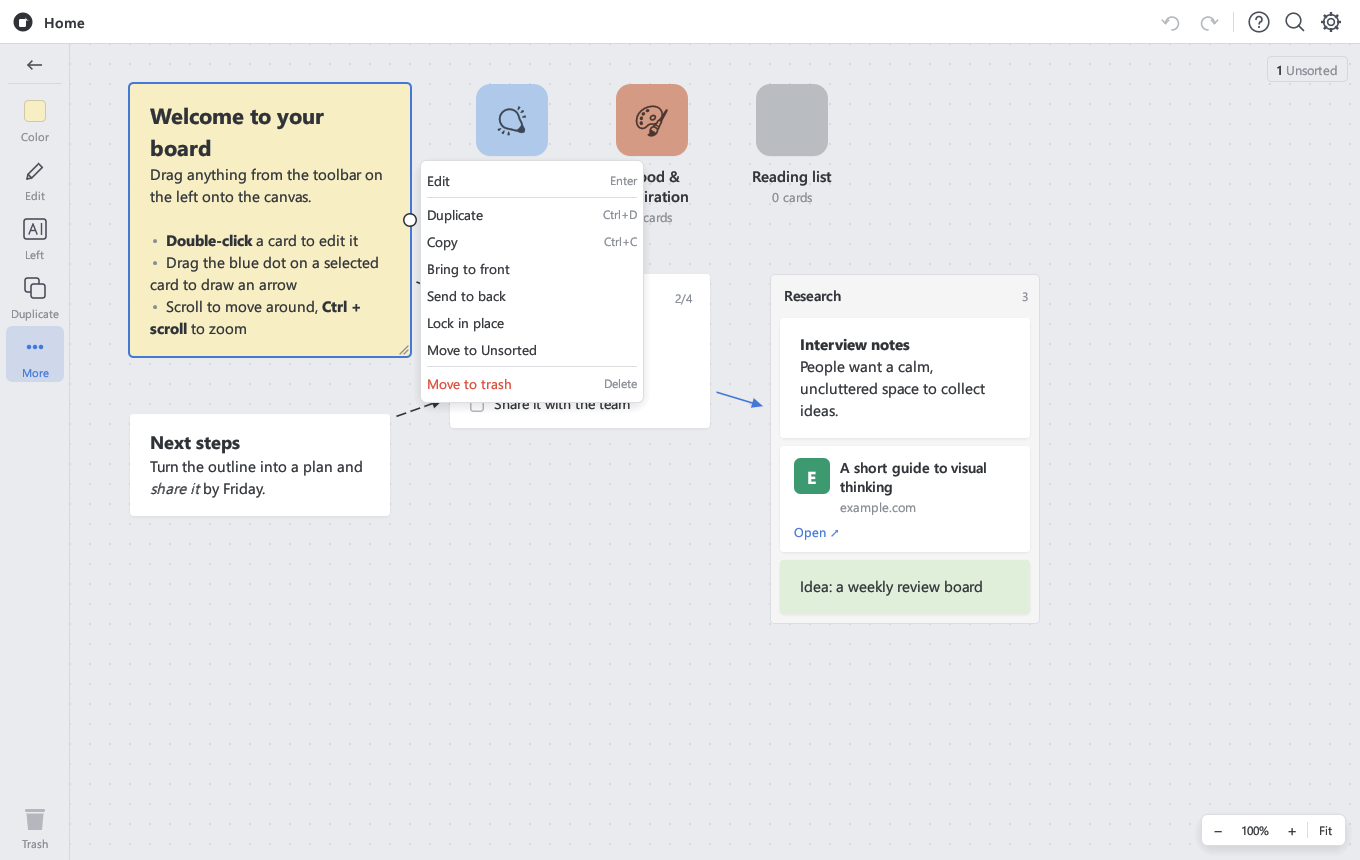 Home
1 Unsorted
Color
Edit
AI
Left
Duplicate
More
Trash
Welcome to your
board
Drag anything from the toolbar on
the left onto the canvas.
• Double-click a card to edit it
• Drag the blue dot on a selected
card to draw an arrow
• Scroll to move around, Ctrl +
scroll to zoom
Edit Enter
Duplicate Ctrl+D
Copy Ctrl+C
Bring to front
Send to back
Lock in place
Move to Unsorted
Move to trash Delete
ood &
iration
cards
Reading list
0 cards
2/4
Share it with the team
Next steps
Turn the outline into a plan and
share it by Friday.
Research 3
Interview notes
People want a calm,
uncluttered space to collect
ideas.
E
A short guide to visual
thinking
example.com
Open ↗
Idea: a weekly review board
− 100% + Fit